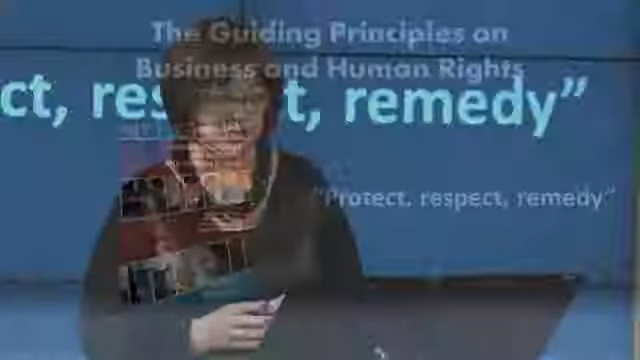 The Guiding Principles on
Business and Human Rights
ct, res t, remedy”
“Protect, respect, remedy”